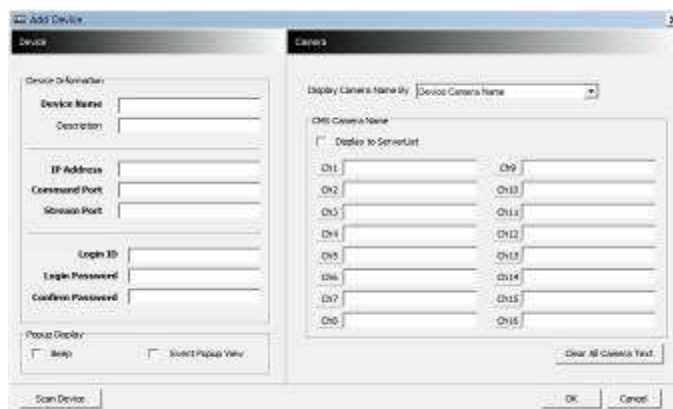 Add Device
Device
Device Information
Device Name
Description
IP Address
Command Port
Stream Port
Login ID
Login Password
Confirm Password
Popup Display
Beep
Event Popup View
Scan Device
Camera
Display Camera Name By
Device Camera Name
CMS Camera Name
Display to ServerList
Ch1
Ch9
Ch2
Ch10
Ch3
Ch11
Ch4
Ch12
Ch5
Ch13
Ch6
Ch14
Ch7
Ch15
Ch8
Ch16
Clear All Camera Text
OK
Cancel